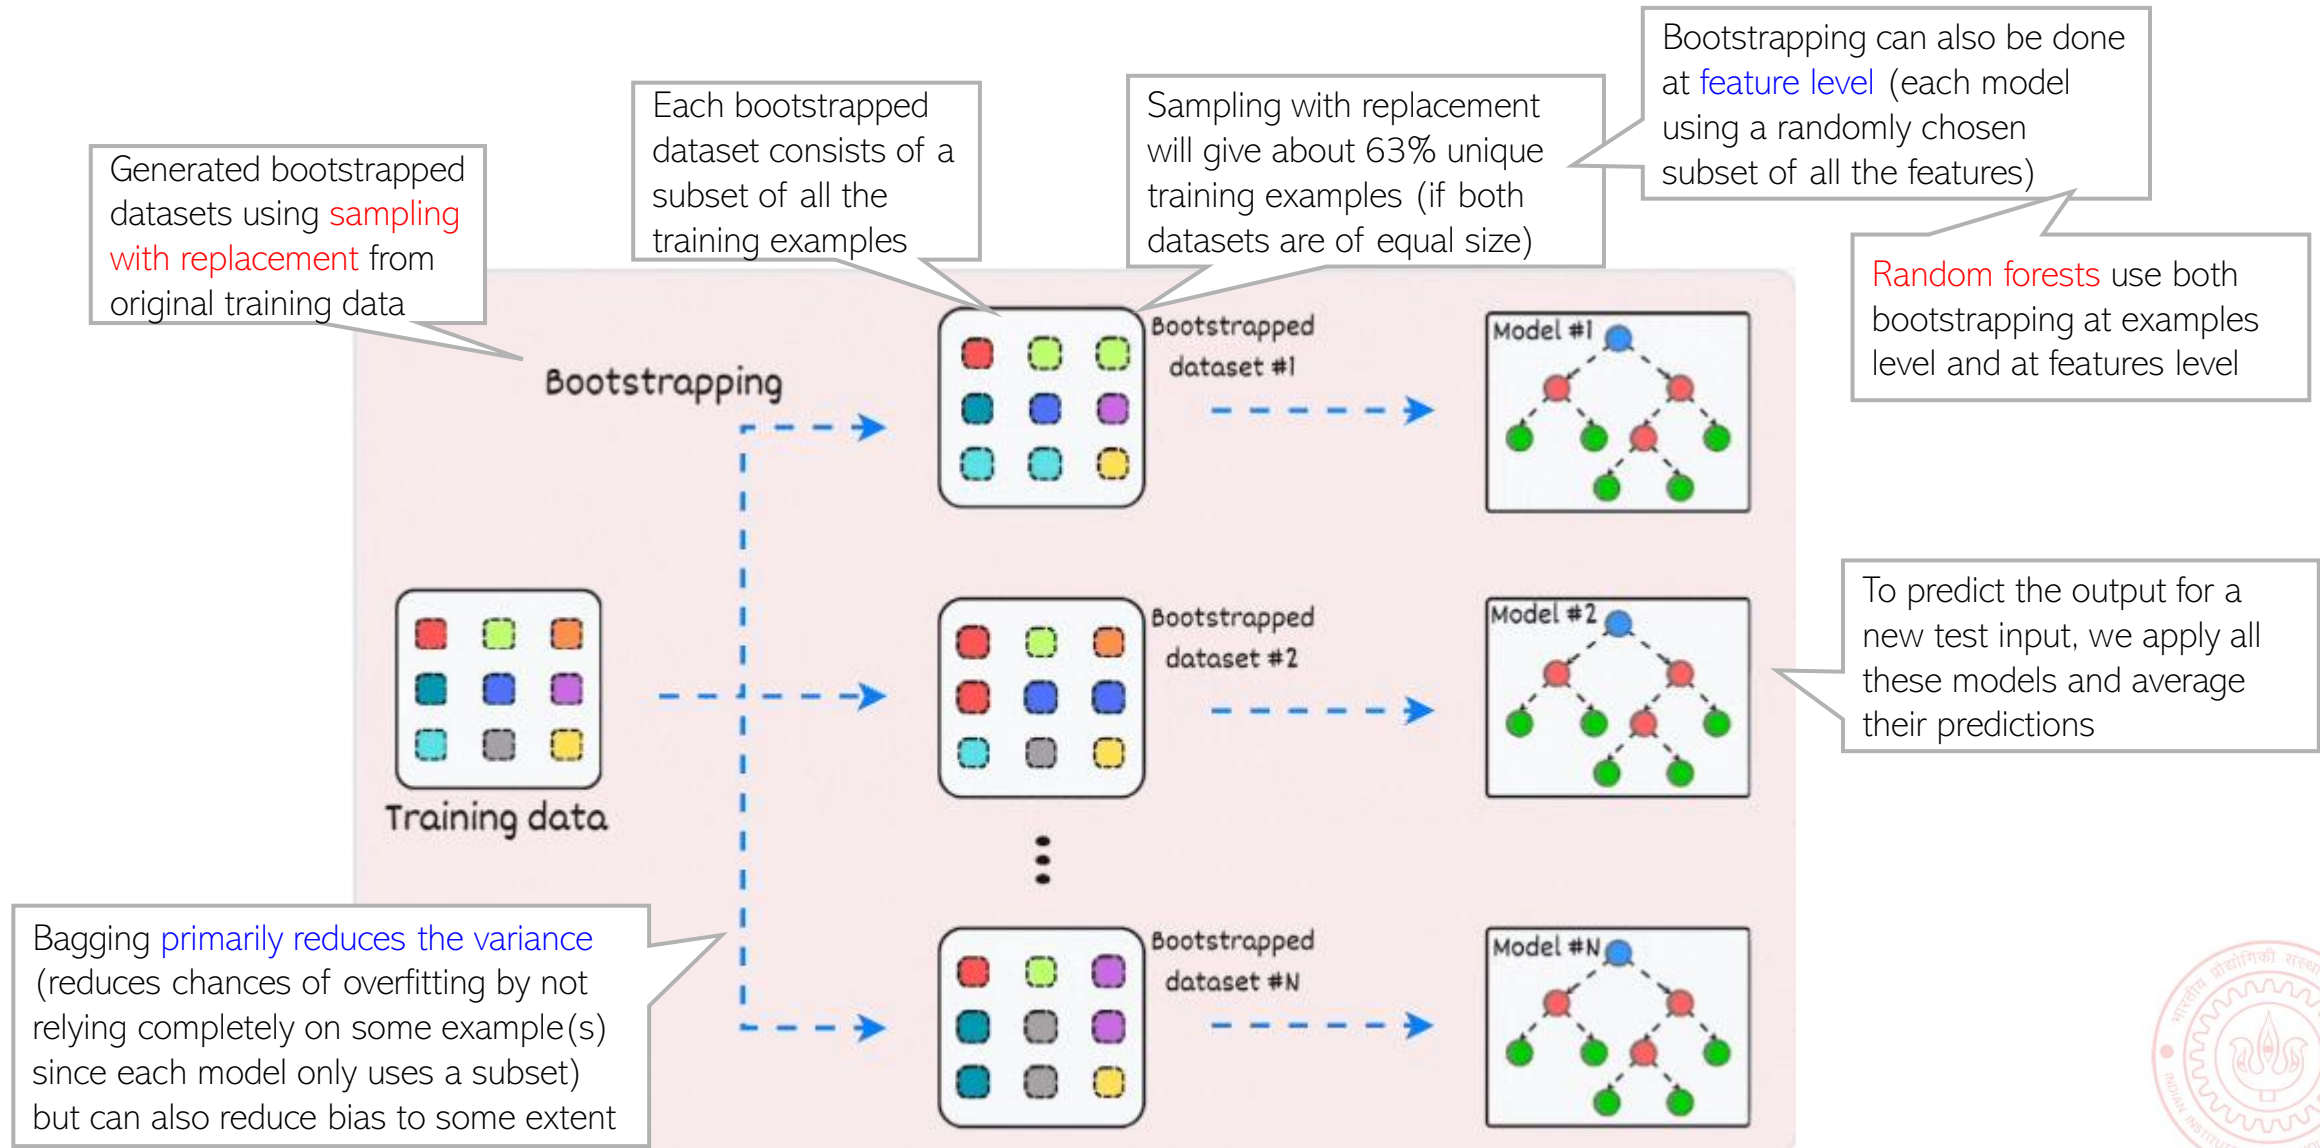 Bootstrapping can also be done
at feature level (each model
using a randomly chosen
subset of all the features)
Each bootstrapped
dataset consists of a
subset of all the
training examples
Sampling with replacement
will give about 63% unique
training examples (if both
datasets are of equal size)
Generated bootstrapped
datasets using sampling
with replacement from
original training data
Random forests use both
bootstrapping at examples
level and at features level
Bootstrapping
Bootstrapped
dataset #1
Model #1
Bootstrapped
dataset #2
Model #2
To predict the output for a
new test input, we apply all
these models and average
their predictions
Training data
Bagging primarily reduces the variance
(reduces chances of overfitting by not
relying completely on some example(s)
since each model only uses a subset)
but can also reduce bias to some extent
Bootstrapped
dataset #N
Model #N
भारतीय प्रौद्योगिकी
INDIAN